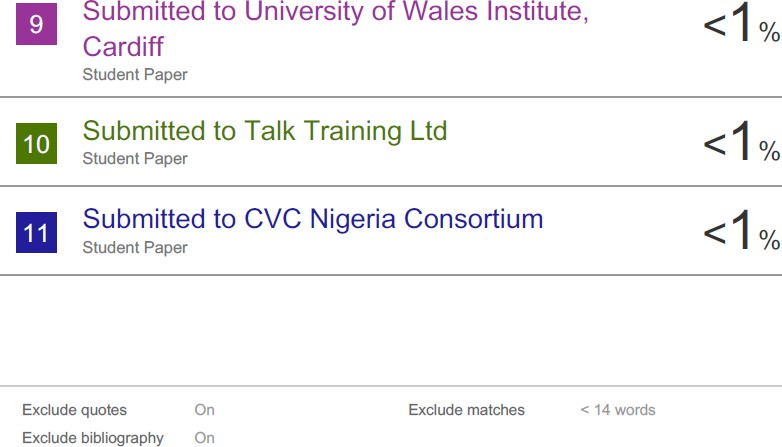 9
Submitted to University of Wales Institute,
Cardiff
Student Paper
<1%
10
Submitted to Talk Training Ltd
Student Paper
<1%
11
Submitted to CVC Nigeria Consortium
Student Paper
<1%
Exclude quotes On Exclude matches < 14 words
Exclude bibliography On